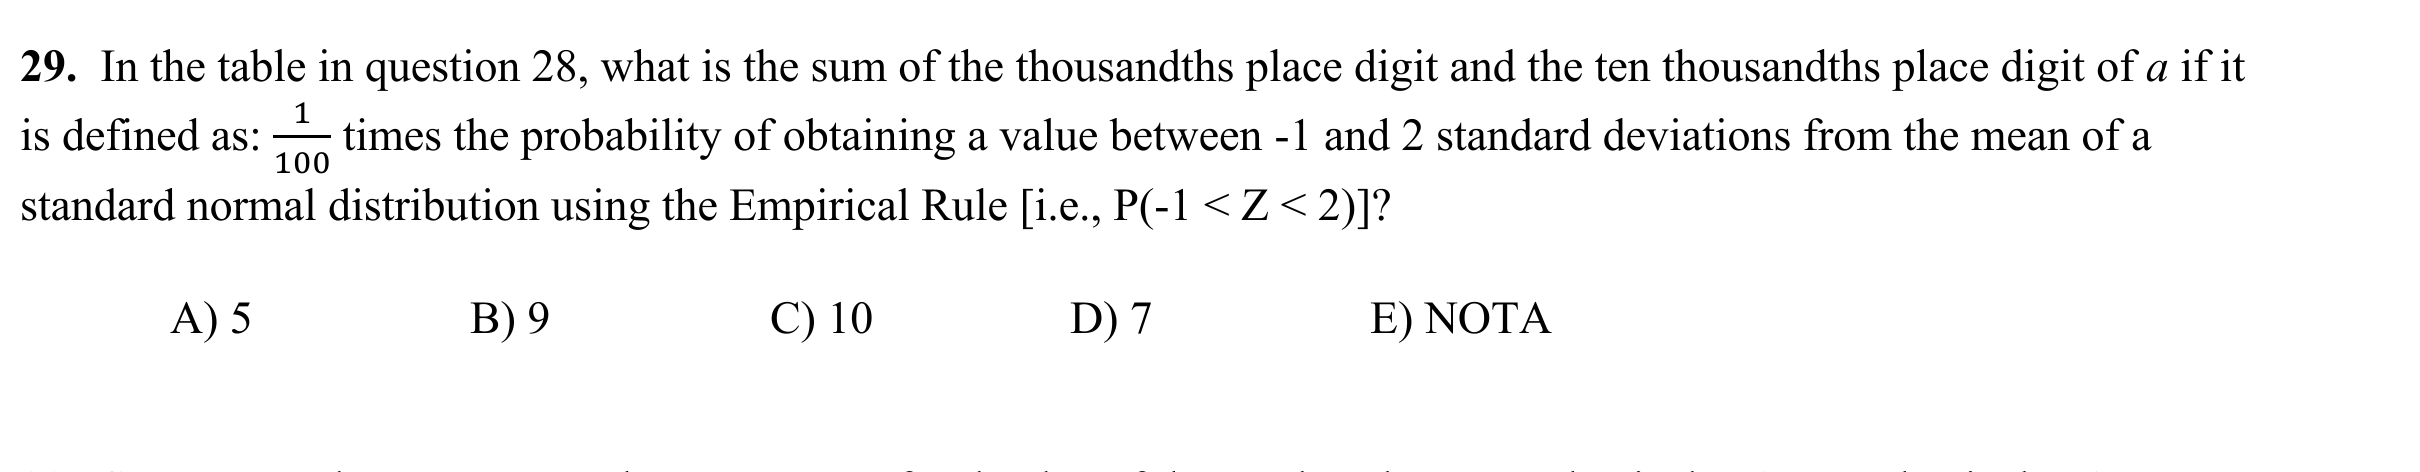 29. In the table in question 28, what is the sum of the thousandths place digit and the ten thousandths place digit of a if it
is defined as: 1/100 times the probability of obtaining a value between -1 and 2 standard deviations from the mean of a
standard normal distribution using the Empirical Rule [i.e., P(-1 < Z < 2)]?
A) 5 B) 9 C) 10 D) 7 E) NOTA